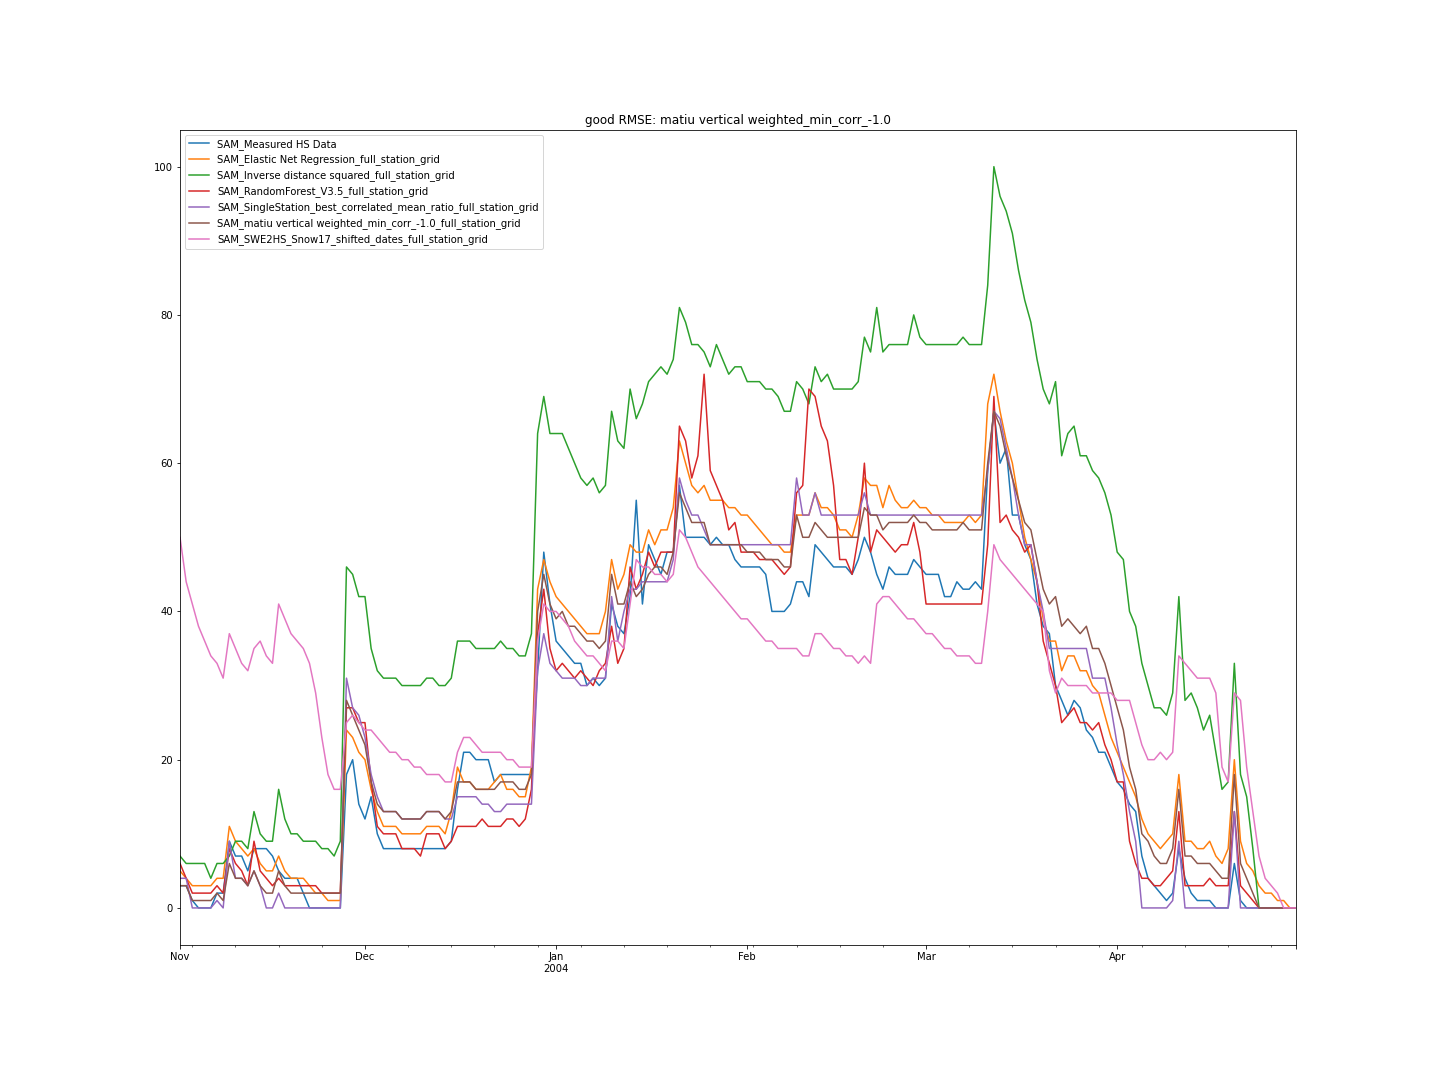 good RMSE: matiu vertical weighted_min_corr_-1.0
SAM_Measured HS Data
SAM_Elastic Net Regression_full_station_grid
SAM_Inverse distance squared_full_station_grid
SAM_RandomForest_V3.5_full_station_grid
SAM_SingleStation_best_correlated_mean_ratio_full_station_grid
SAM_matiu vertical weighted_min_corr_-1.0_full_station_grid
SAM_SWE2HS_Snow17_shifted_dates_full_station_grid
100
80
60
40
20
0
Nov Dec Jan Feb Mar Apr
2004